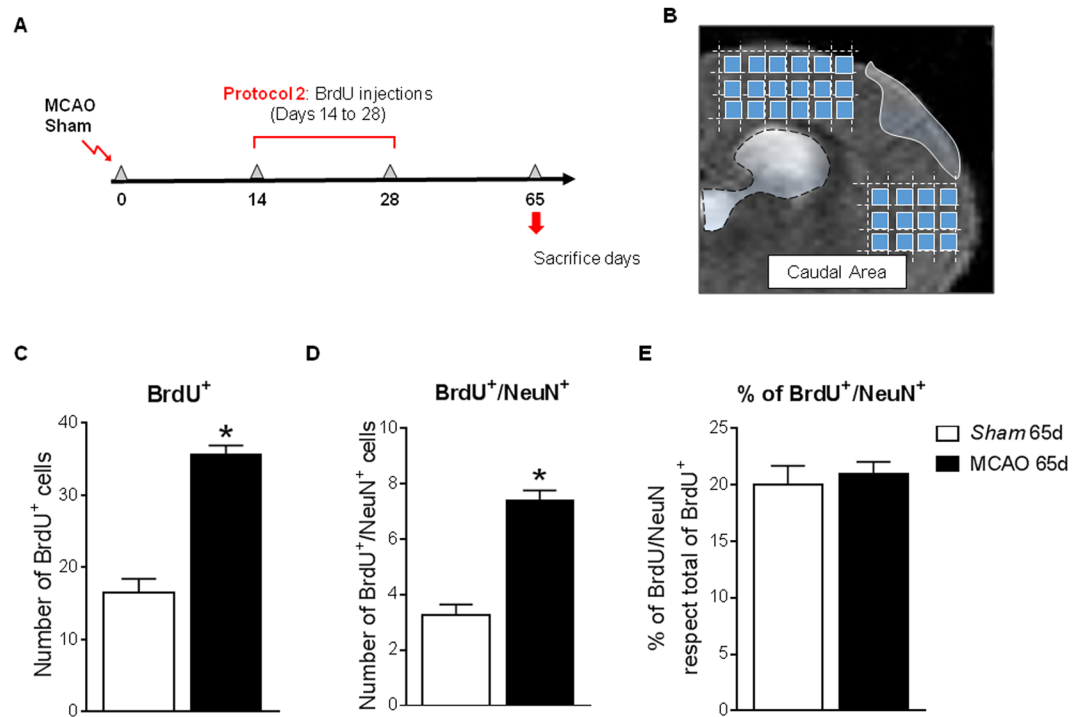 A
MCAO
Sham
Protocol 2: BrdU injections
(Days 14 to 28)
0
14
28
65
Sacrifice days
B
Caudal Area
C
BrdU⁺
Number of BrdU⁺ cells
40
30
20
10
0
*
D
BrdU⁺/NeuN⁺
Number of BrdU⁺/NeuN⁺ cells
10
8
6
4
2
0
*
E
% of BrdU⁺/NeuN⁺
% of BrdU/NeuN
respect total of BrdU⁺
25
20
15
10
5
0
Sham 65d
MCAO 65d